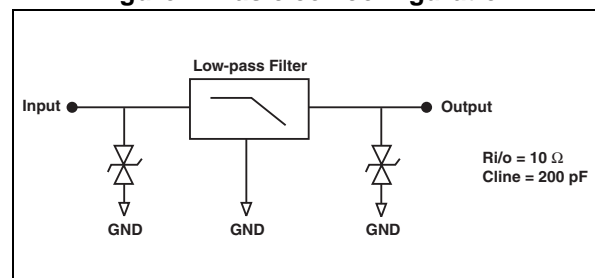 Low-pass Filter
Input
Output
Ri/o = 10 Ω
Cline = 200 pF
GND
GND
GND